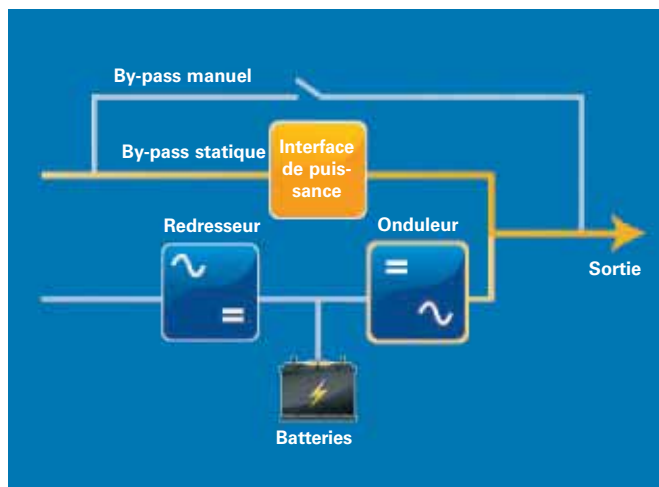 By-pass manuel
By-pass statique
Interface
de puis-
sance
Redresseur
Onduleur
Sortie
Batteries